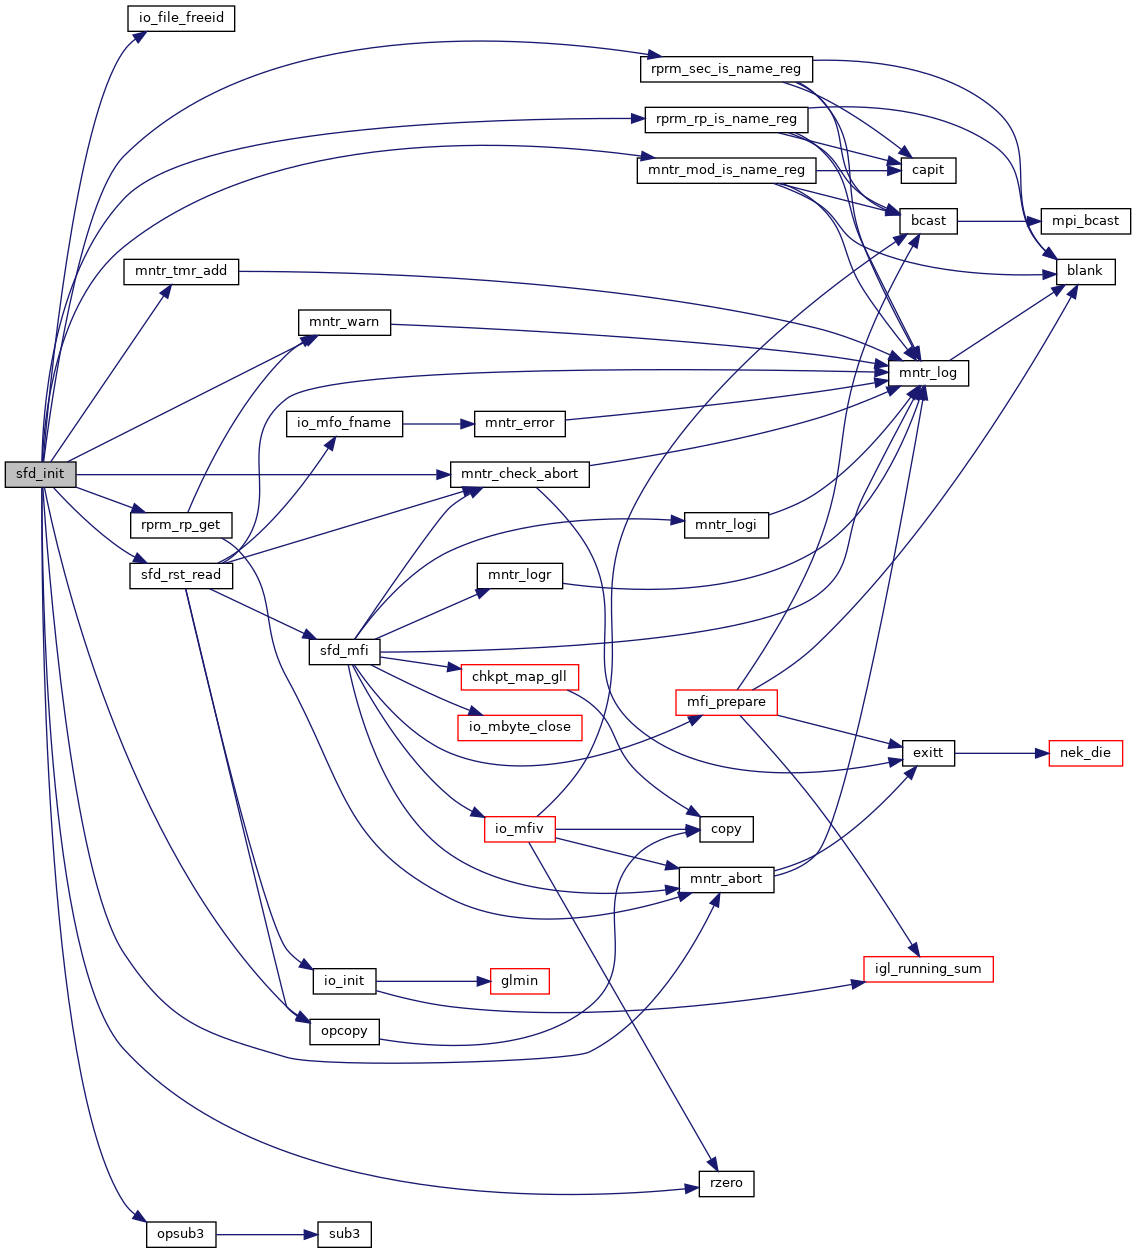 io_file_freeid
rprm_sec_is_name_reg
rprm_rp_is_name_reg
mntr_mod_is_name_reg
capit
bcast
mpi_bcast
mntr_tmr_add
blank
mntr_warn
mntr_log
io_mfo_fname
mntr_error
sfd_init
mntr_check_abort
rprm_rp_get
mntr_logi
sfd_rst_read
mntr_logr
sfd_mfi
chkpt_map_gll
mfi_prepare
io_mbyte_close
exitt
nek_die
io_mfiv
copy
mntr_abort
igl_running_sum
io_init
glmin
opcopy
rzero
opsub3
sub3